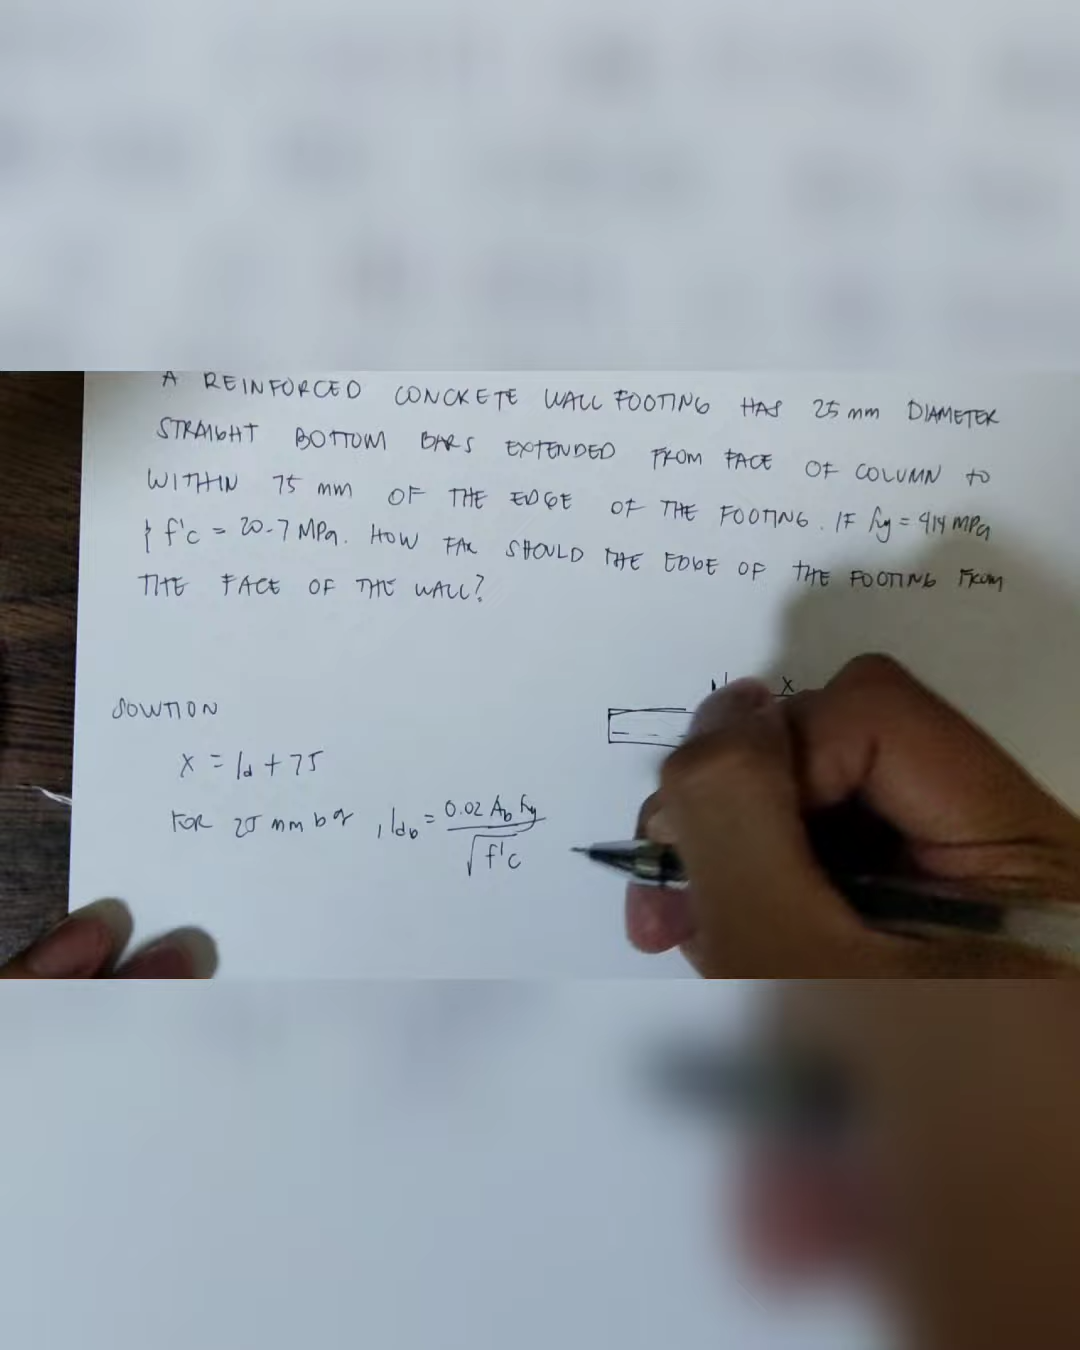 A REINFORCED CONCRETE WALL FOOTING HAS 25 mm DIAMETER
STRAIGHT BOTTOM BARS EXTENDED FROM FACE OF COLUMN TO
WITHIN 75 mm OF THE EDGE OF THE FOOTING. IF fy = 414 MPa
& f'c = 20.7 MPa. HOW FAR SHOULD THE EDGE OF THE FOOTING FROM
THE FACE OF THE WALL?
X
SOLUTION
X = ld + 75
FOR 25 mm bar, ldb = 0.02 Ab fy
√f'c